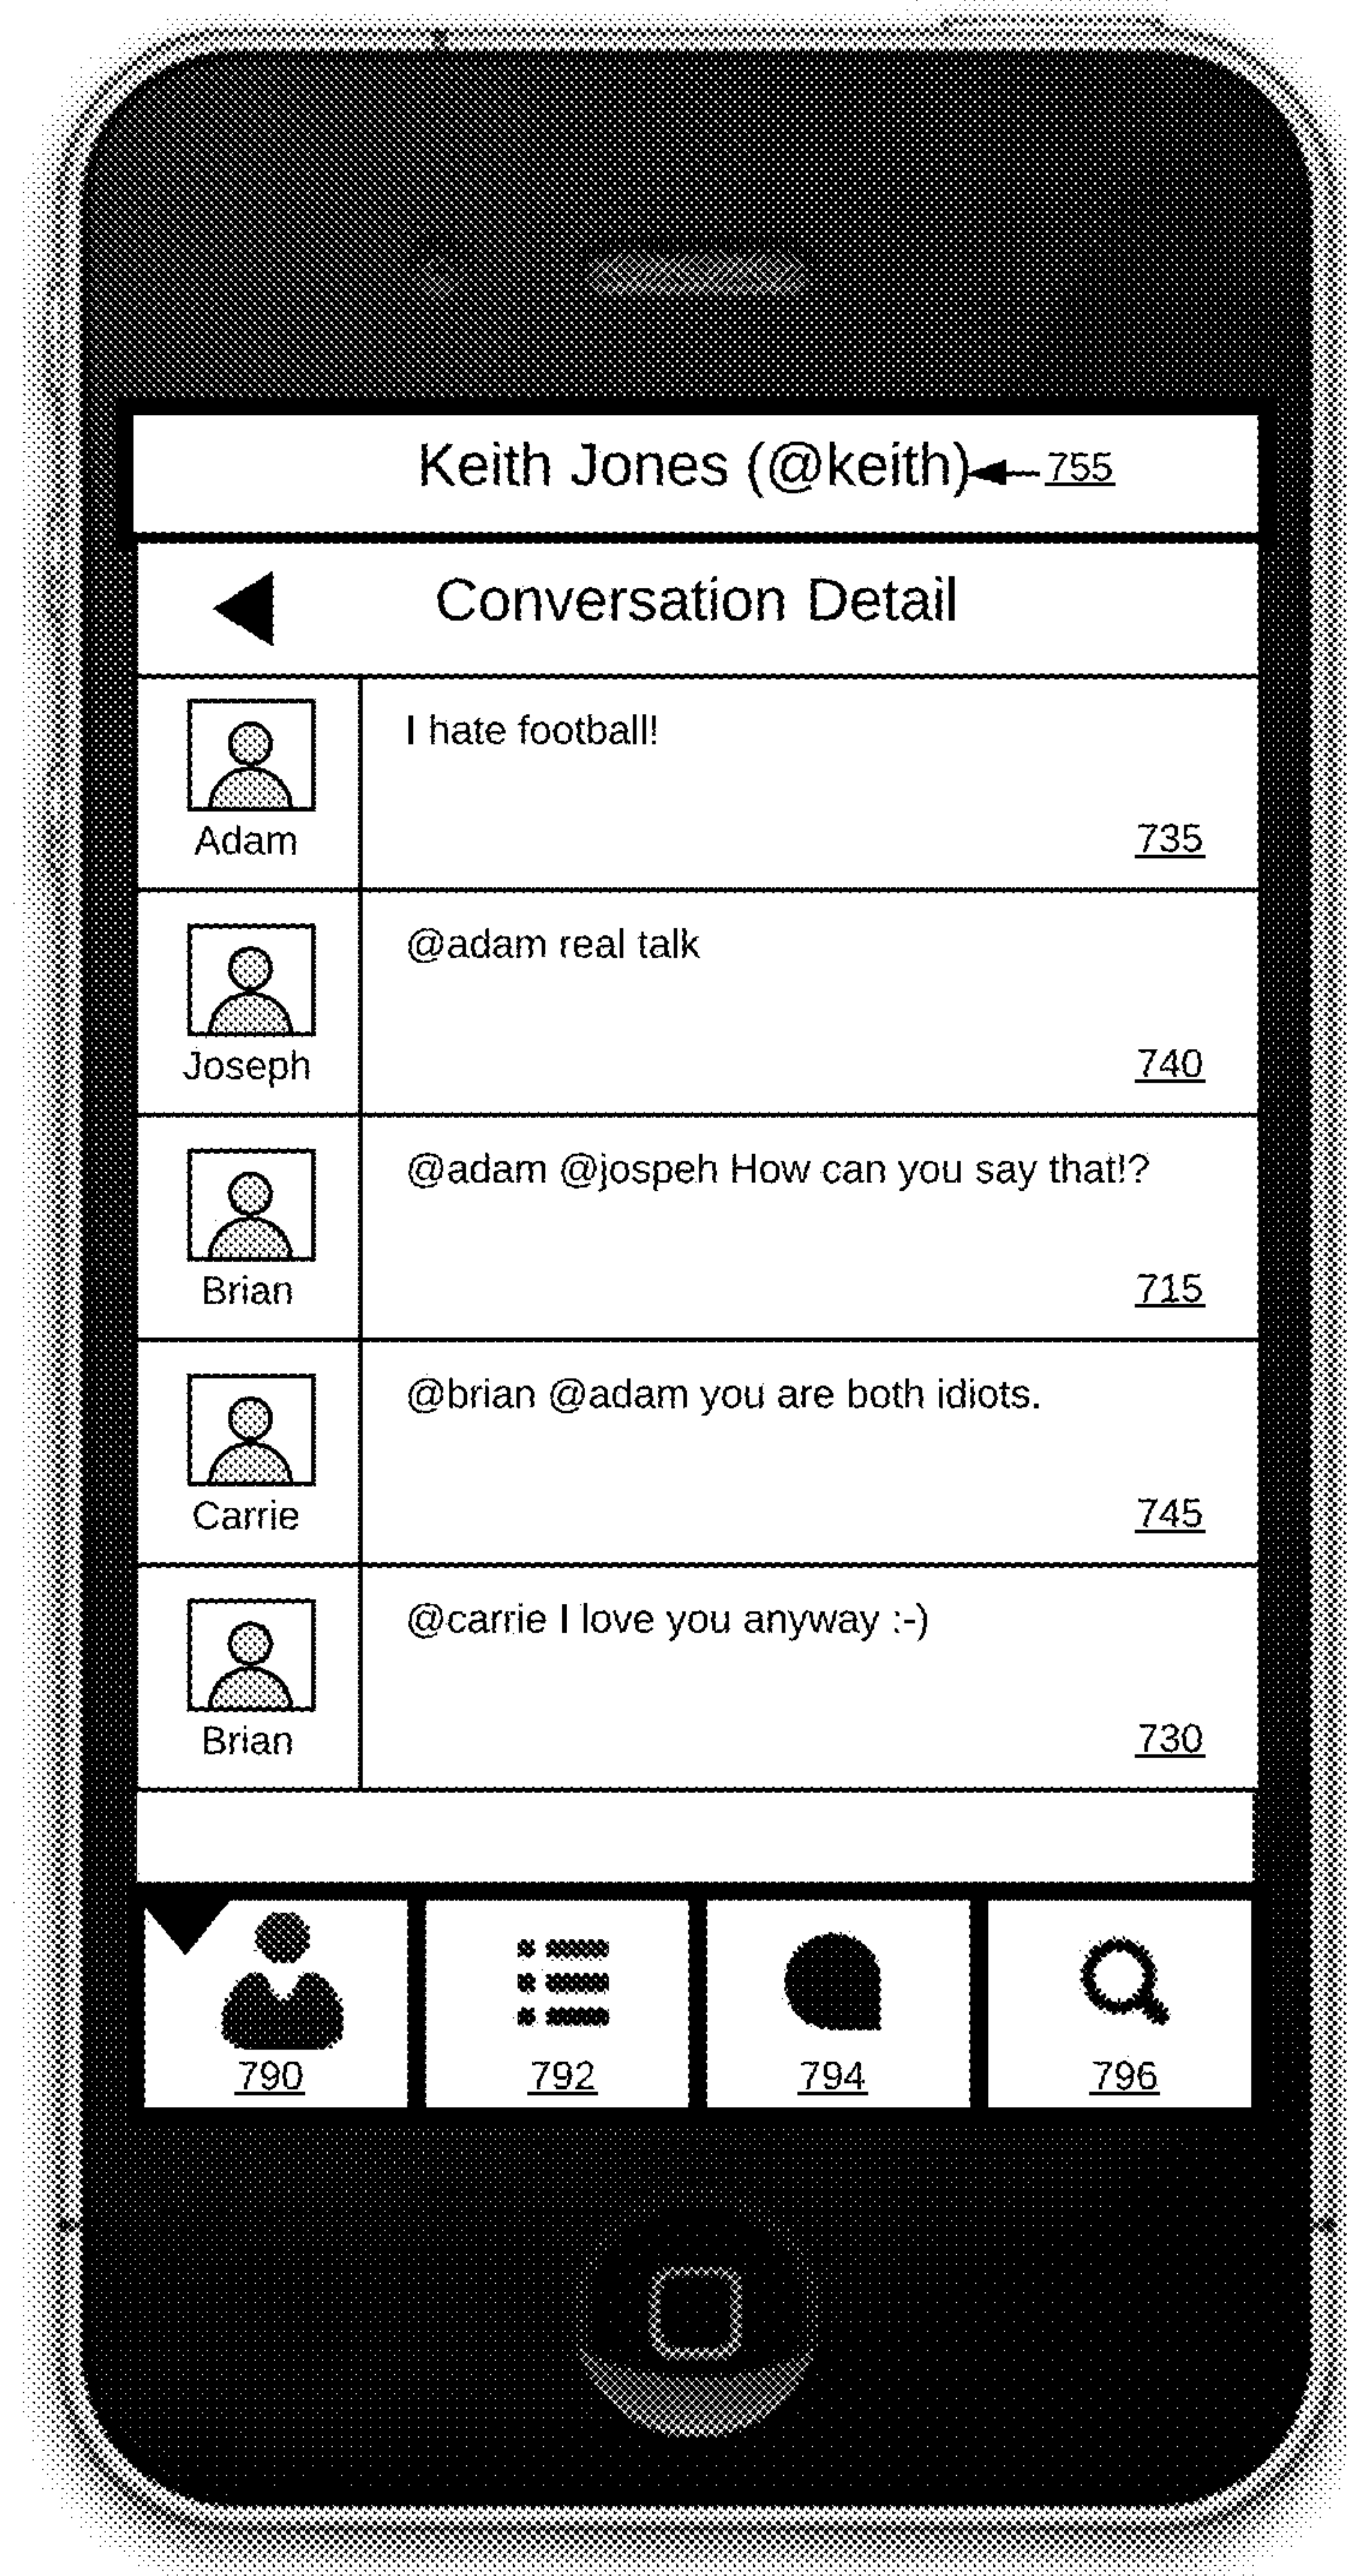 Keith Jones (@keith) 755
Conversation Detail
I hate football!
Adam
735
@adam real talk
Joseph
740
@adam @jospeh How can you say that!?
Brian
715
@brian @adam you are both idiots.
Carrie
745
@carrie I love you anyway :-)
Brian
730
790 792 794 796